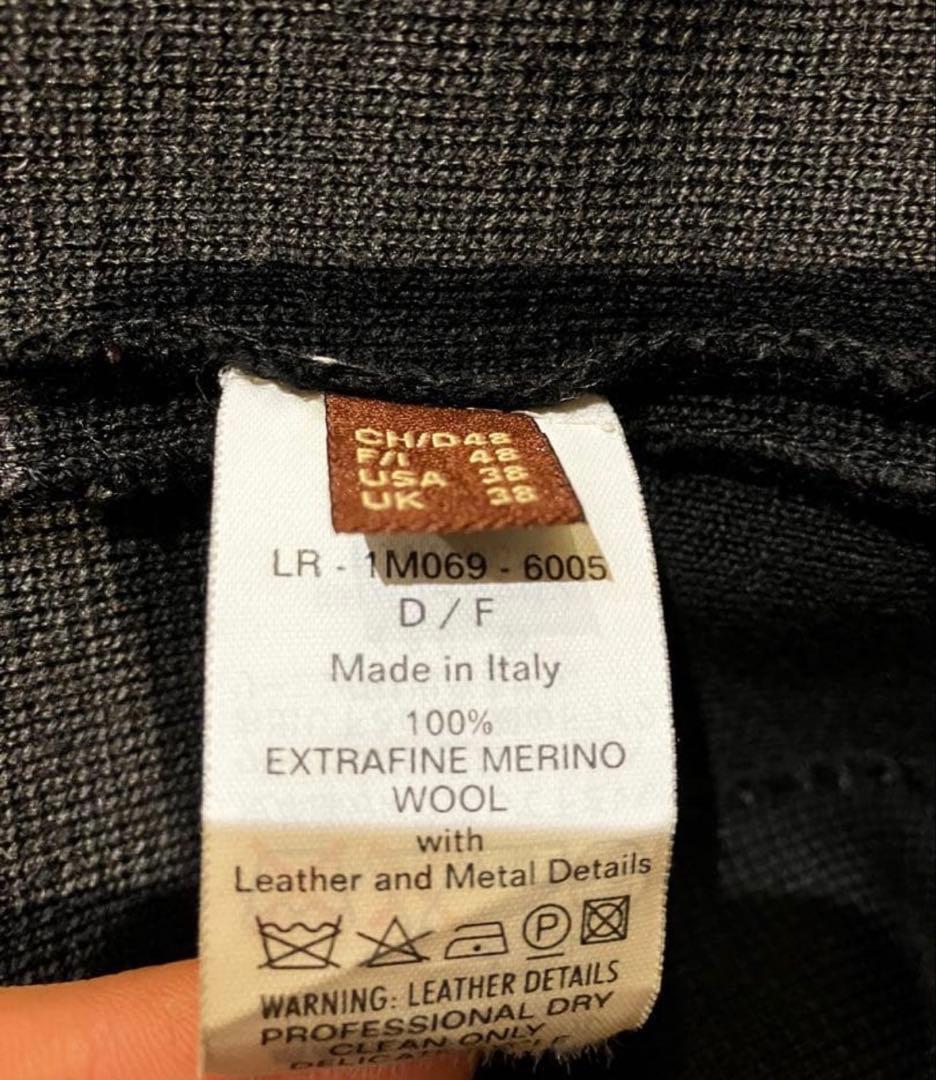 CH/D 48
F/I 48
USA 38
UK 38
LR - 1M069 - 6005
D / F
Made in Italy
100%
EXTRAFINE MERINO
WOOL
with
Leather and Metal Details
P
WARNING: LEATHER DETAILS
PROFESSIONAL DRY
CLEAN ONLY